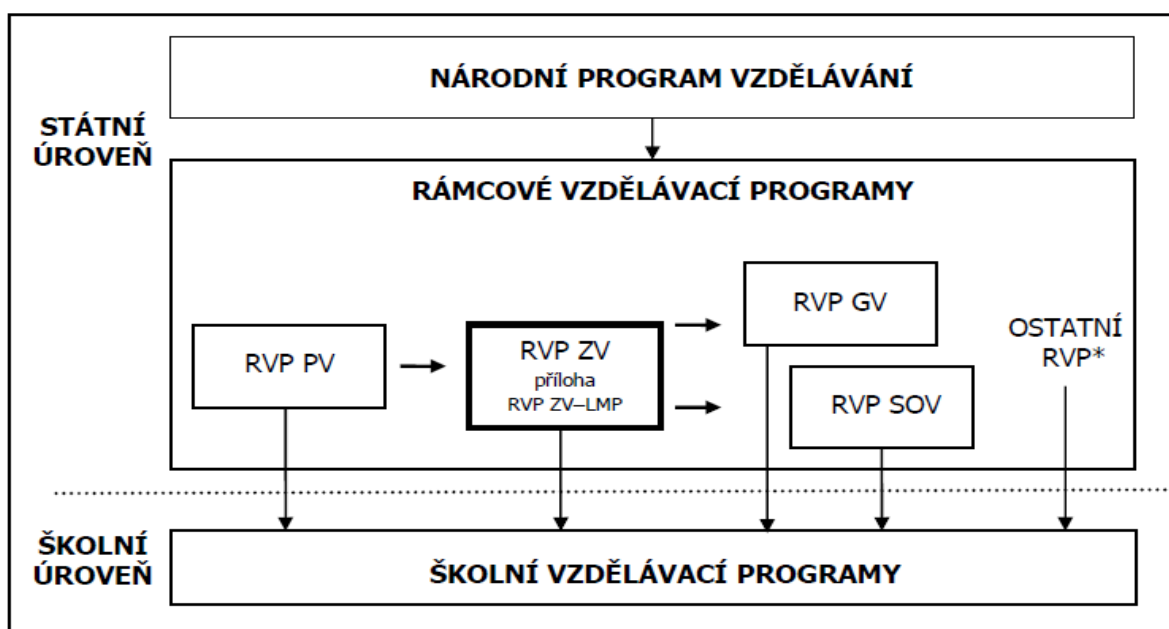 NÁRODNÍ PROGRAM VZDĚLÁVÁNÍ
STÁTNÍ
ÚROVEŇ
RÁMCOVÉ VZDĚLÁVACÍ PROGRAMY
RVP PV
RVP ZV
příloha
RVP ZV–LMP
RVP GV
RVP SOV
OSTATNÍ
RVP*
ŠKOLNÍ
ÚROVEŇ
ŠKOLNÍ VZDĚLÁVACÍ PROGRAMY